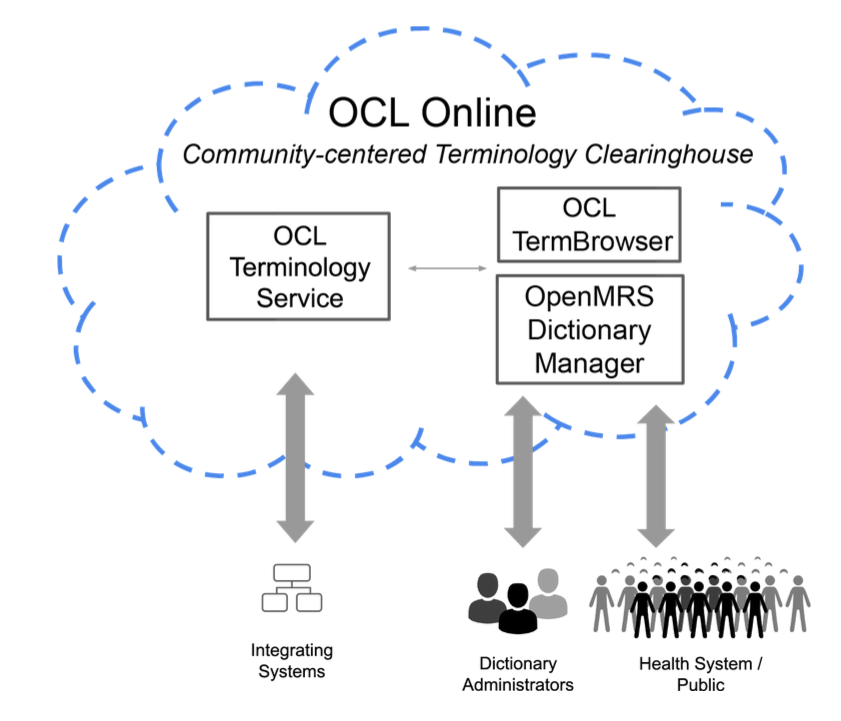 OCL Online
Community-centered Terminology Clearinghouse
OCL
Terminology
Service
OCL
TermBrowser
OpenMRS
Dictionary
Manager
Integrating
Systems
Dictionary
Administrators
Health System /
Public